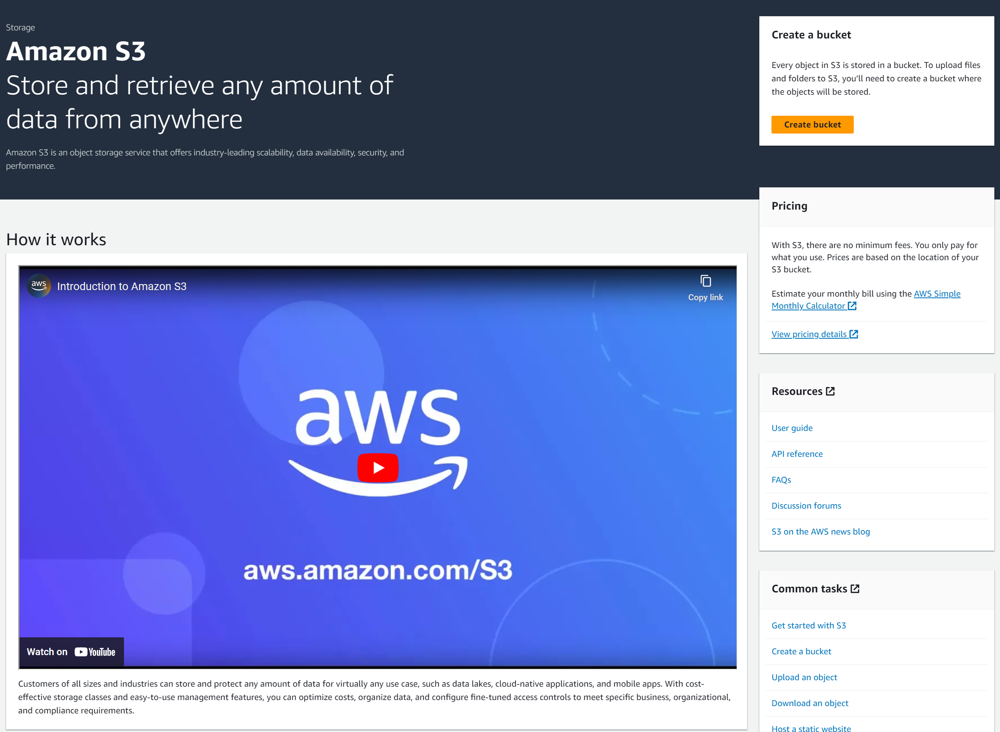 Storage
Amazon S3
Store and retrieve any amount of
data from anywhere
Amazon S3 is an object storage service that offers industry-leading scalability, data availability, security, and
performance.
Create a bucket
Every object in S3 is stored in a bucket. To upload files
and folders to S3, you'll need to create a bucket where
the objects will be stored.
Create bucket
How it works
aws
Introduction to Amazon S3
Copy link
aws
aws.amazon.com/S3
Watch on YouTube
Customers of all sizes and industries can store and protect any amount of data for virtually any use case, such as data lakes, cloud-native applications, and mobile apps. With cost-
effective storage classes and easy-to-use management features, you can optimize costs, organize data, and configure fine-tuned access controls to meet specific business, organizational,
and compliance requirements.
Pricing
With S3, there are no minimum fees. You only pay for
what you use. Prices are based on the location of your
S3 bucket.
Estimate your monthly bill using the AWS Simple
Monthly Calculator
View pricing details
Resources
User guide
API reference
FAQs
Discussion forums
S3 on the AWS news blog
Common tasks
Get started with S3
Create a bucket
Upload an object
Download an object
Host a static website